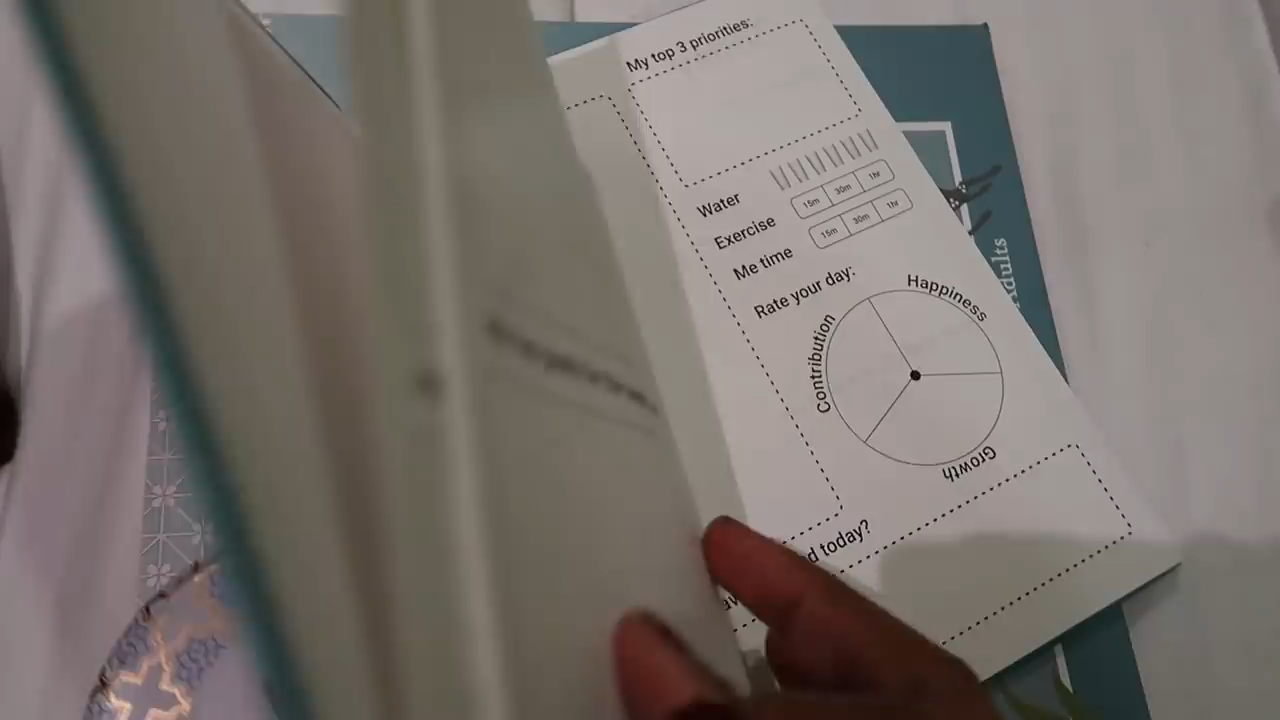 My top 3 priorities:
Water
Exercise 15m 30m 1hr
Me time 15m 30m 1hr
Rate your day:
Happiness
Contribution
Growth
today?